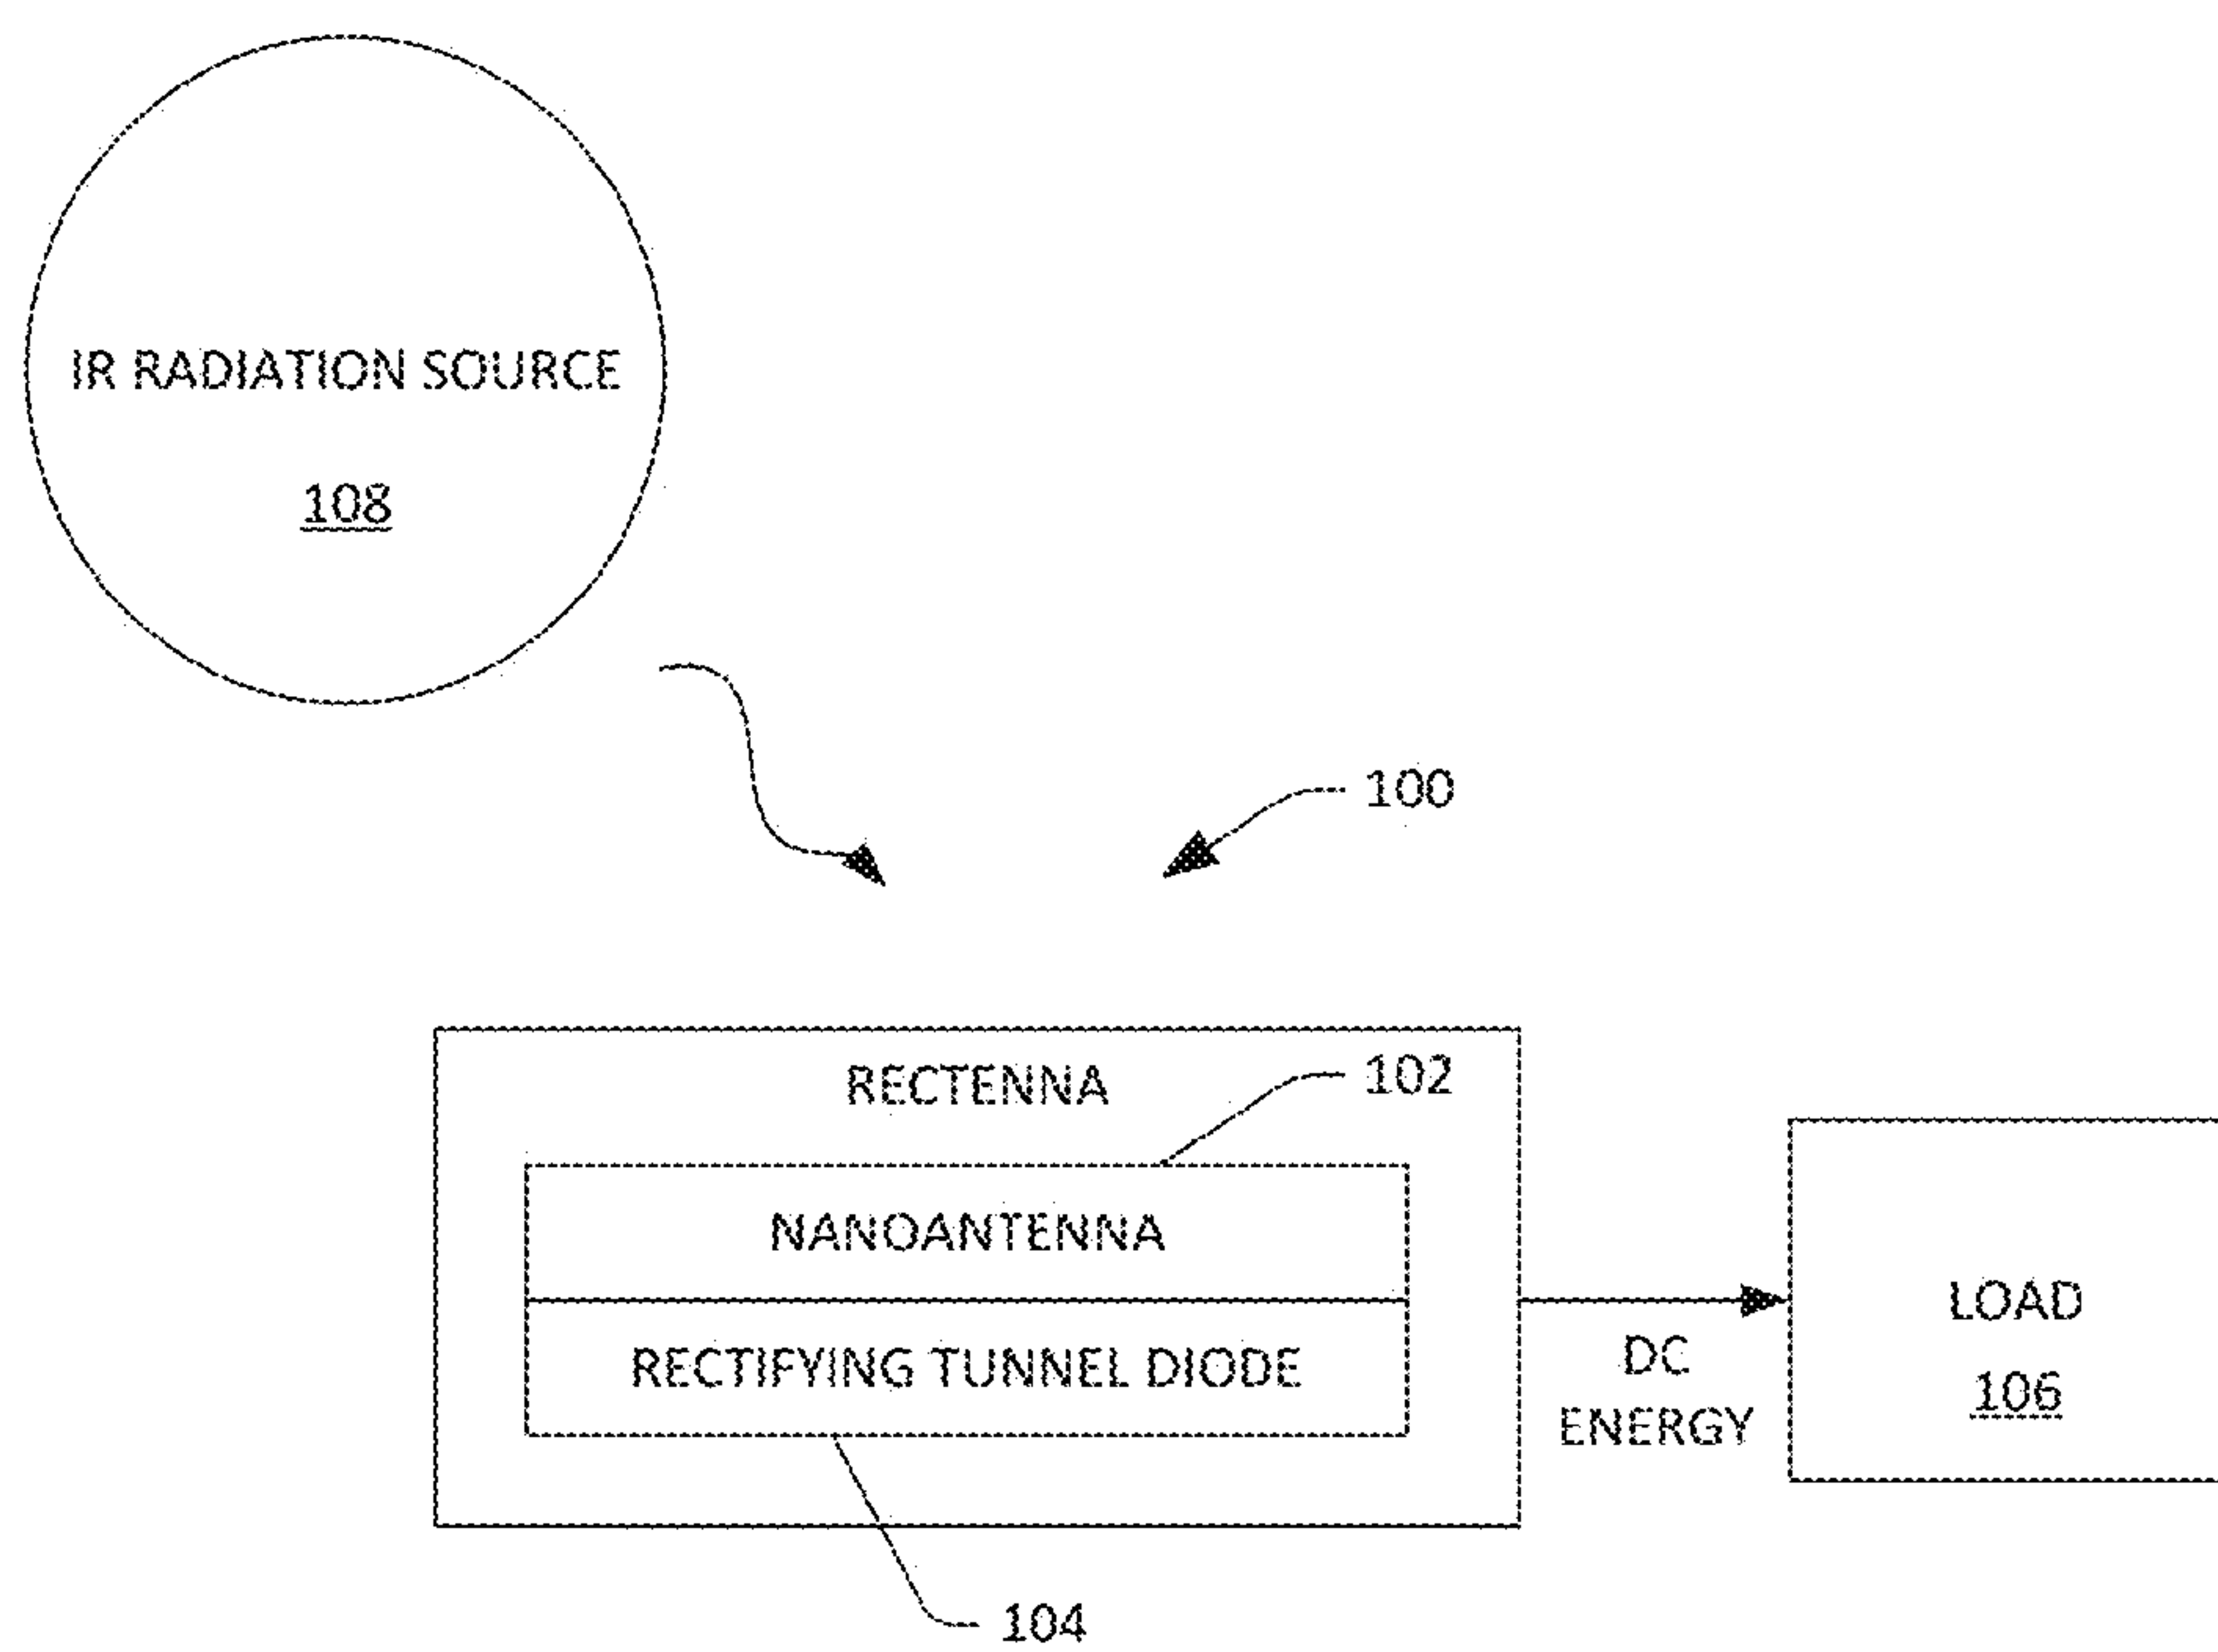 IR RADIATION SOURCE
108
100
RECTENNA
102
NANOANTENNA
RECTIFYING TUNNEL DIODE
104
DC
ENERGY
LOAD
106